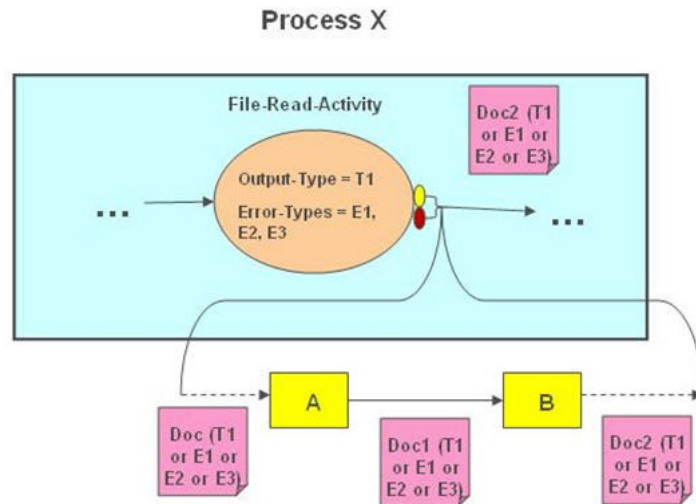 Process X
File-Read-Activity
Doc2 (T1
or E1 or
E2 or E3)
Output-Type = T1
Error-Types = E1,
E2, E3
...
...
A
B
Doc (T1
or E1 or
E2 or E3)
Doc1 (T1
or E1 or
E2 or E3)
Doc2 (T1
or E1 or
E2 or E3)